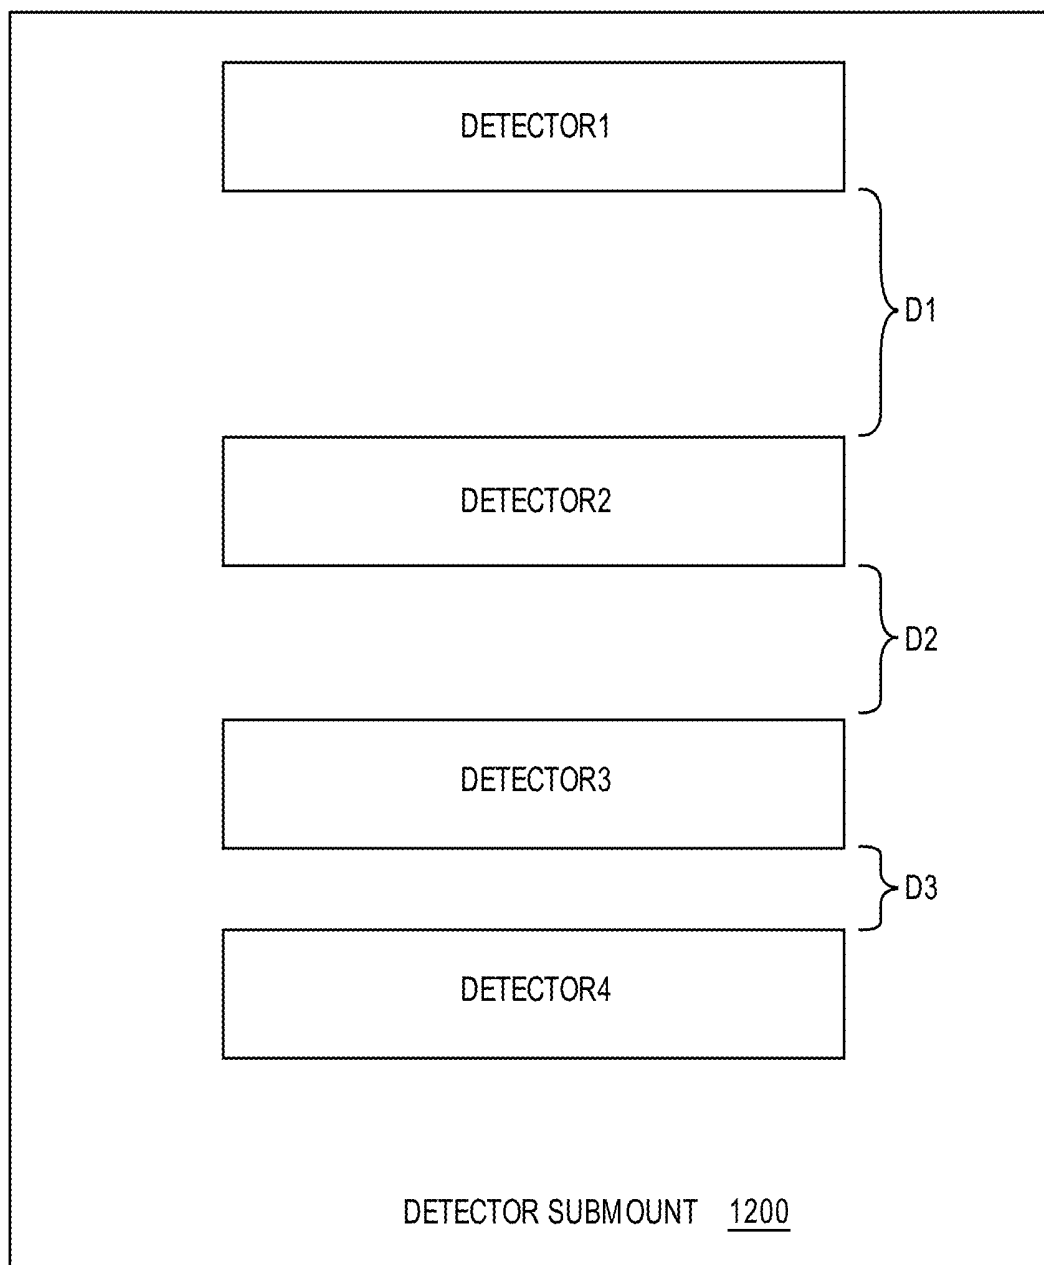 DETECTOR1
D1
DETECTOR2
D2
DETECTOR3
D3
DETECTOR4
DETECTOR SUBMOUNT 1200